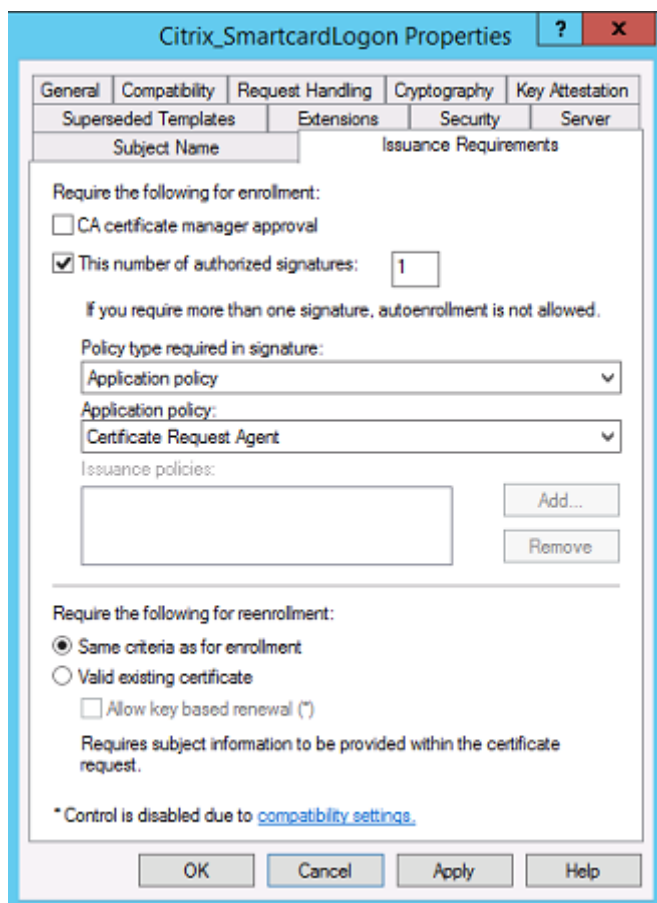 Citrix_SmartcardLogon Properties ? x
General Compatibility Request Handling Cryptography Key Attestation
Superseded Templates Extensions Security Server
Subject Name Issuance Requirements
Require the following for enrollment:
CA certificate manager approval
This number of authorized signatures: 1
If you require more than one signature, autoenrollment is not allowed.
Policy type required in signature:
Application policy
Application policy:
Certificate Request Agent
Issuance policies:
Add...
Remove
Require the following for reenrollment:
Same criteria as for enrollment
Valid existing certificate
Allow key based renewal (*)
Requires subject information to be provided within the certificate
request.
* Control is disabled due to compatibility settings.
OK Cancel Apply Help